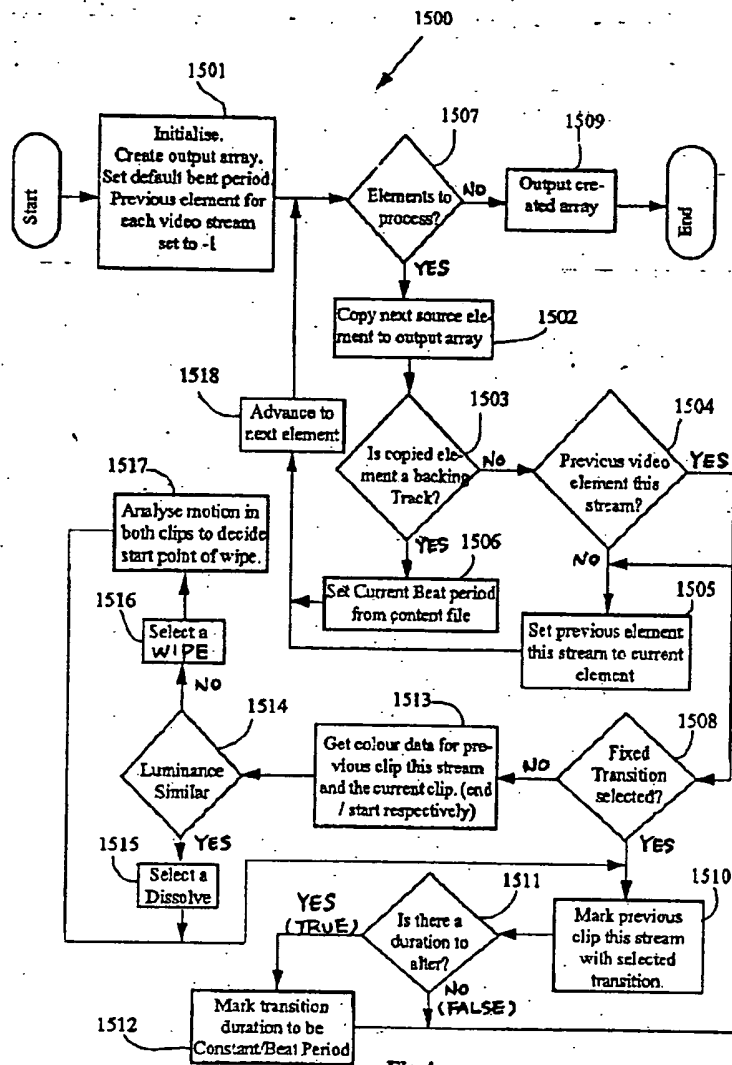 1500
1501
Initialise.
Create output array.
Set default beat period
Previous element for
each video stream
set to -1
Start
1507
Elements to
process?
NO
YES
1509
Output cre-
ated array
End
Copy next source ele-
ment to output array
1502
1503
Is copied ele-
ment a backing
Track?
NO
YES
1504
Previous video
element this
stream?
YES
NO
1518
Advance to
next element
1517
Analyse motion in
both clips to decide
start point of wipe.
1506
Set Current Beat period
from content file
1505
Set previous element
this stream to current
element
1516
Select a
WIPE
NO
1514
Luminance
Similar
YES
1513
Get colour data for pre-
vious clip this stream
and the current clip. (end
/ start respectively)
1508
Fixed
Transition
selected?
NO
YES
1515
Select a
Dissolve
1511
Is there a
duration to
alter?
YES
(TRUE)
NO
(FALSE)
1510
Mark previous
clip this stream
with selected
transition.
1512
Mark transition
duration to be
Constant/Beat Period